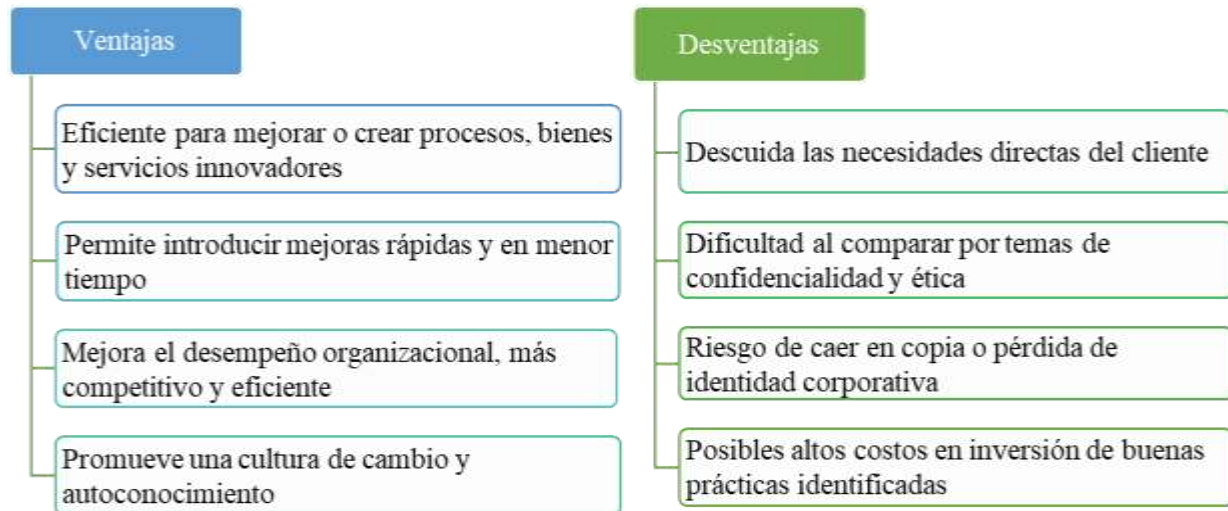 Ventajas
Eficiente para mejorar o crear procesos, bienes
y servicios innovadores
Permite introducir mejoras rápidas y en menor
tiempo
Mejora el desempeño organizacional, más
competitivo y eficiente
Promueve una cultura de cambio y
autoconocimiento
Desventajas
Descuida las necesidades directas del cliente
Dificultad al comparar por temas de
confidencialidad y ética
Riesgo de caer en copia o pérdida de
identidad corporativa
Posibles altos costos en inversión de buenas
prácticas identificadas